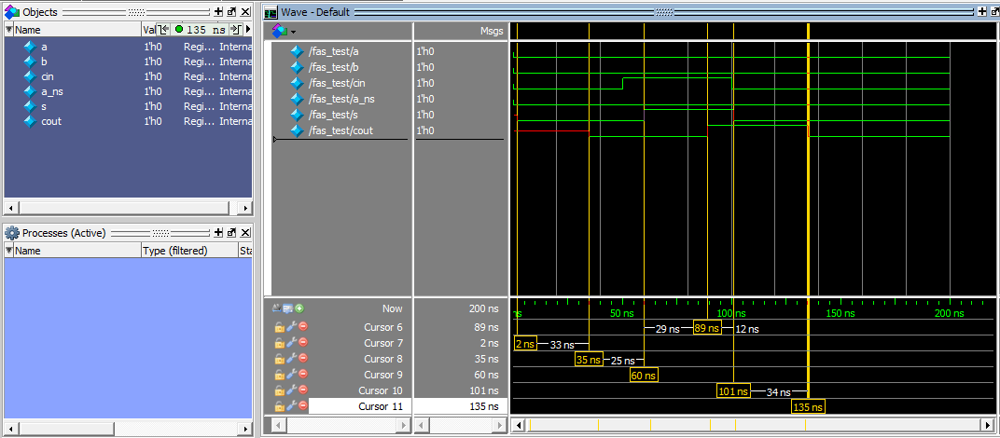 Objects
Name Val 135 ns
a 1'h0 Regi... Interna
b 1'h0 Regi... Interna
cin 1'h0 Regi... Interna
a_ns 1'h0 Regi... Interna
s 1'h0 Regi... Interna
cout 1'h0 Regi... Interna
Processes (Active)
Name Type (filtered) Sta
Wave - Default
Msgs
/fas_test/a 1'h0
/fas_test/b 1'h0
/fas_test/cin 1'h0
/fas_test/a_ns 1'h0
/fas_test/s 1'h0
/fas_test/cout 1'h0
Now 200 ns ns 50 ns 100 ns 150 ns 200 ns
Cursor 6 89 ns 29 ns 89 ns 12 ns
Cursor 7 2 ns 2 ns 33 ns
Cursor 8 35 ns 35 ns 25 ns
Cursor 9 60 ns 60 ns
Cursor 10 101 ns 101 ns 34 ns
Cursor 11 135 ns 135 ns